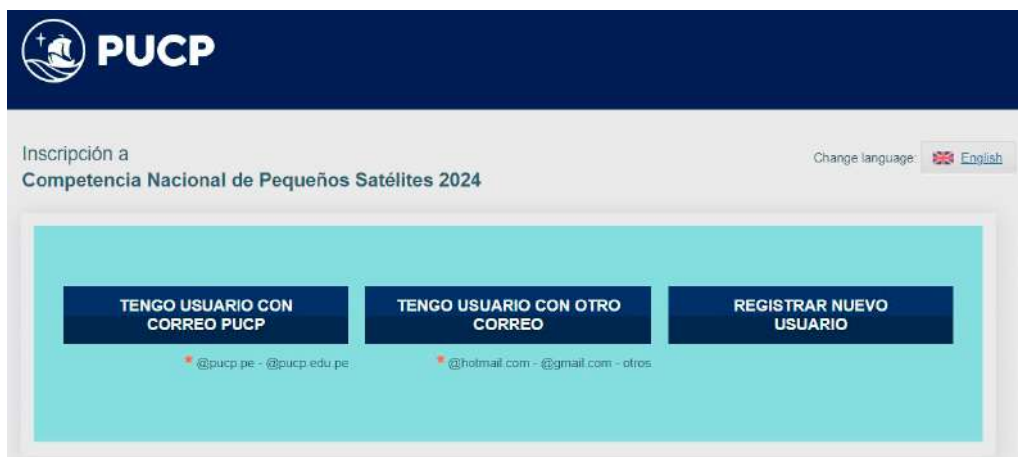 PUCP
Inscripción a
Change language: English
Competencia Nacional de Pequeños Satélites 2024
TENGO USUARIO CON
CORREO PUCP
* @pucp.pe - @pucp.edu.pe
TENGO USUARIO CON OTRO
CORREO
* @hotmail.com - @gmail.com - otros
REGISTRAR NUEVO
USUARIO